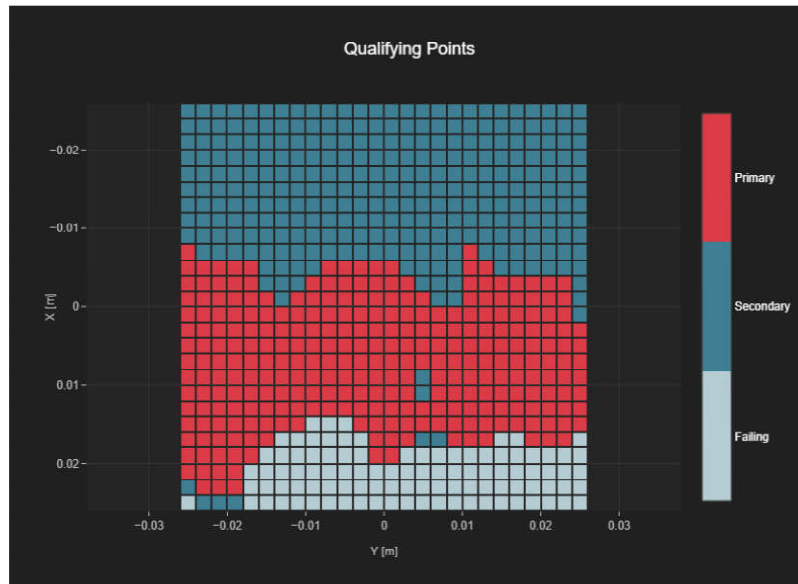 Qualifying Points
−0.02
−0.01
0
0.01
0.02
X [m]
−0.03
−0.02
−0.01
0
0.01
0.02
0.03
Y [m]
Primary
Secondary
Failing